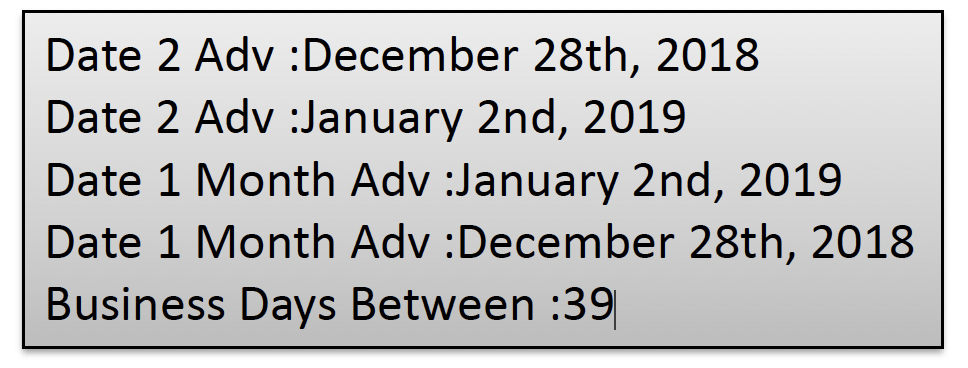 Date 2 Adv :December 28th, 2018
Date 2 Adv :January 2nd, 2019
Date 1 Month Adv :January 2nd, 2019
Date 1 Month Adv :December 28th, 2018
Business Days Between :39